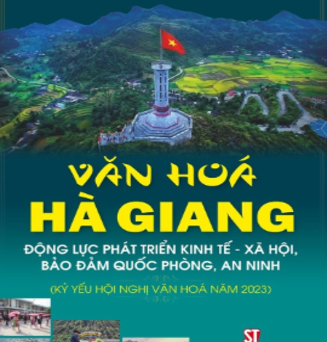 VĂN HOÁ
HÀ GIANG
ĐỘNG LỰC PHÁT TRIỂN KINH TẾ - XÃ HỘI,
BẢO ĐẢM QUỐC PHÒNG, AN NINH
(KỶ YẾU HỘI NGHỊ VĂN HOÁ NĂM 2023)
ST